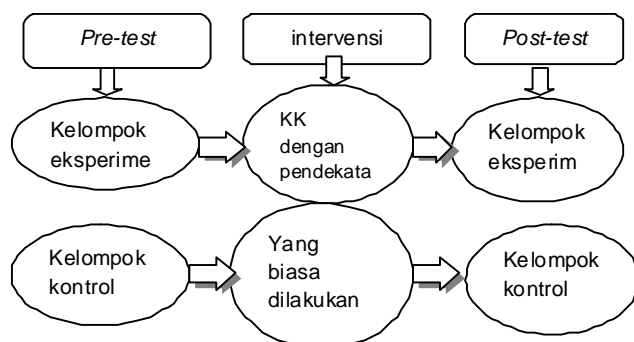 Pre-test
intervensi
Post-test
Kelompok
eksperime
KK
dengan
pendekata
Kelompok
eksperim
Kelompok
kontrol
Yang
biasa
dilakukan
Kelompok
kontrol